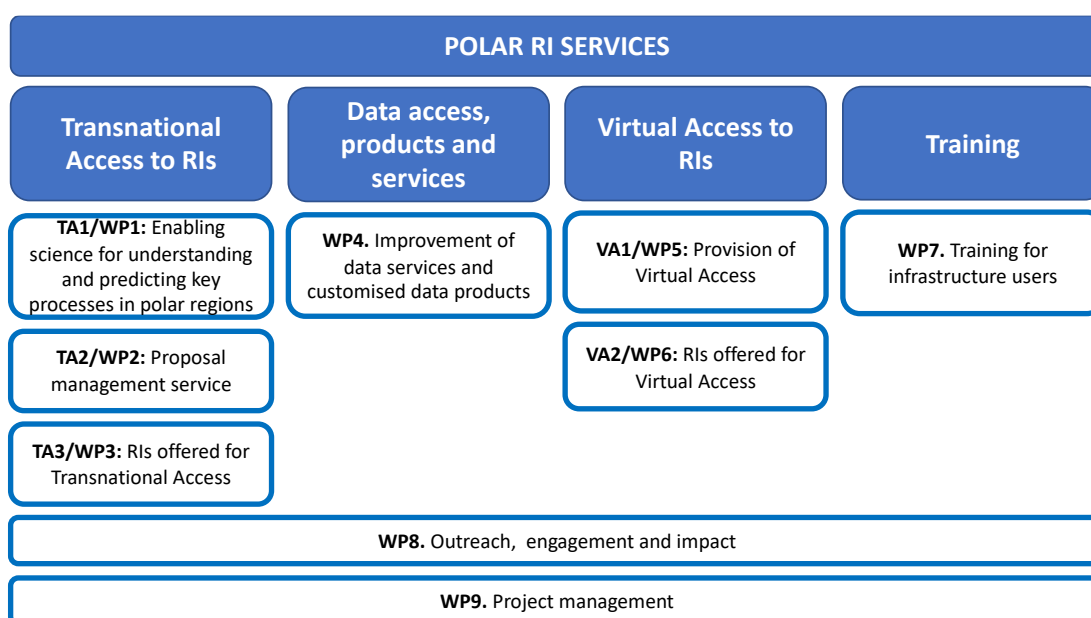 POLAR RI SERVICES
Transnational
Access to RIs
Data access,
products and
services
Virtual Access to
RIs
Training
TA1/WP1: Enabling
science for understanding
and predicting key
processes in polar regions
TA2/WP2: Proposal
management service
TA3/WP3: RIs offered for
Transnational Access
WP4. Improvement of
data services and
customised data products
VA1/WP5: Provision of
Virtual Access
VA2/WP6: RIs offered for
Virtual Access
WP7. Training for
infrastructure users
WP8. Outreach, engagement and impact
WP9. Project management